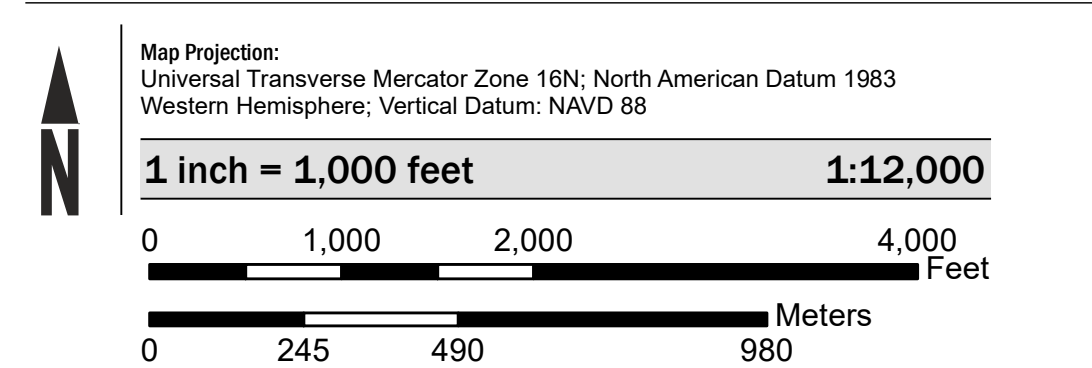 N
Map Projection:
Universal Transverse Mercator Zone 16N; North American Datum 1983
Western Hemisphere; Vertical Datum: NAVD 88
1 inch = 1,000 feet 1:12,000
0 1,000 2,000 4,000
Feet
Meters
0 245 490 980